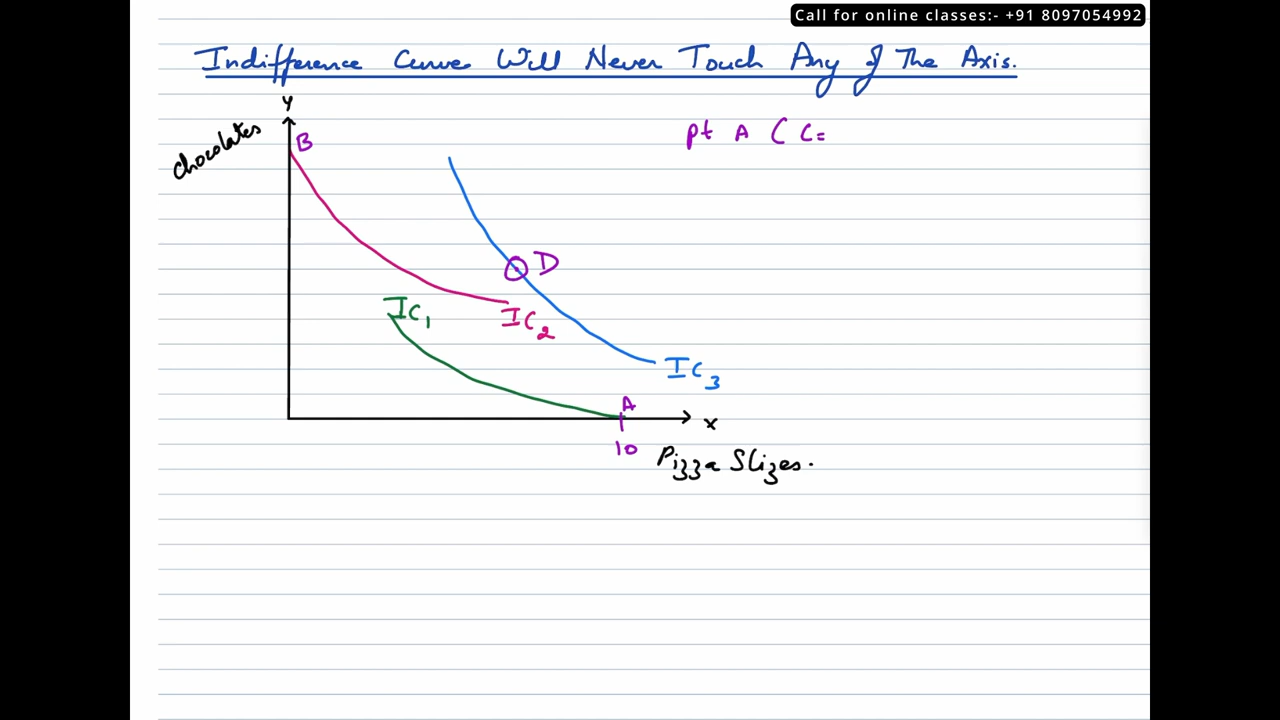 Call for online classes:- +91 8097054992
Indifference Curve Will Never Touch Any of The Axis.
Y
chocolates
B
pt A ( C=
D
IC1
IC2
IC3
A
x
10
Pizza Slizes.